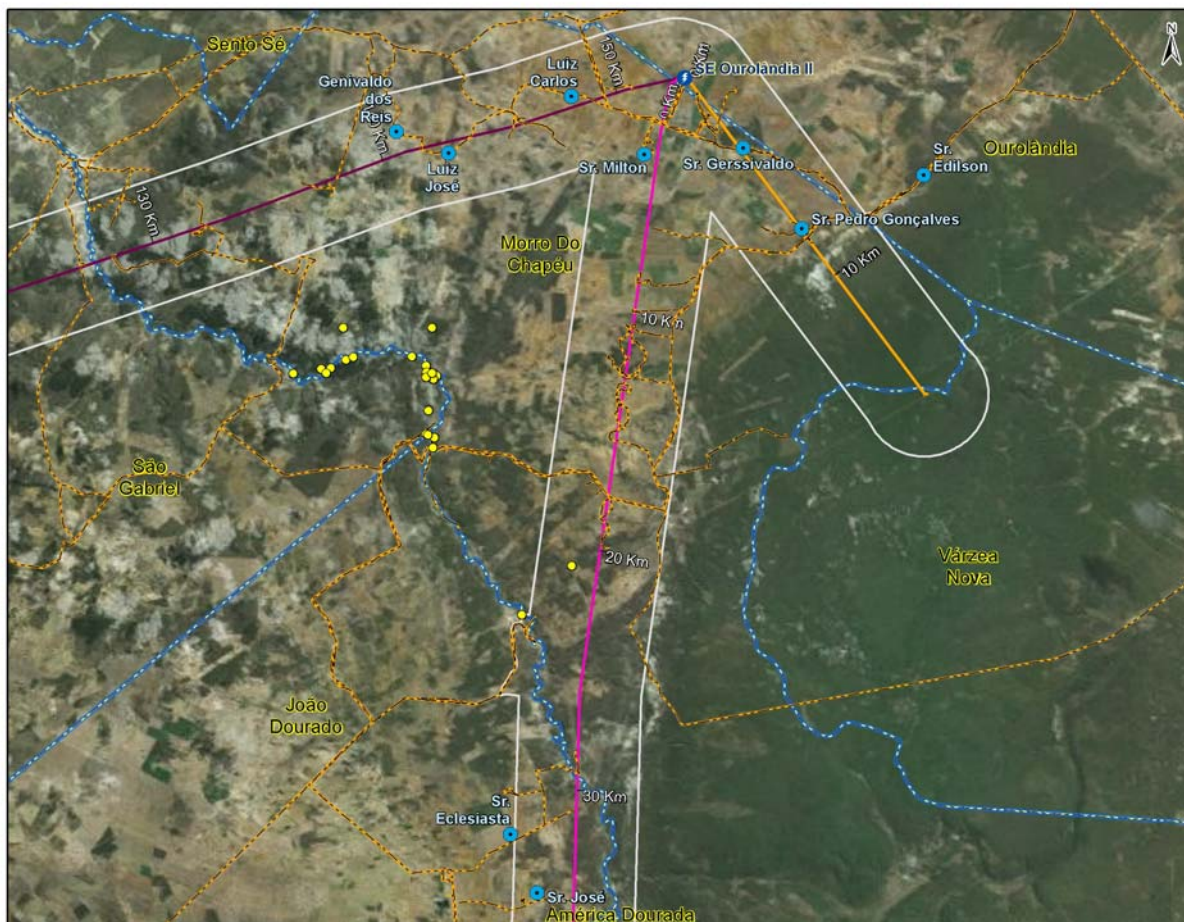 Sento Sé
N
Luiz
Carlos
150 Km
SE Ourolândia II
Genivaldo
dos
Reis
0 Km
Luiz
José
Sr. Milton
Sr. Gerssivaldo
Sr.
Edilson
Ourolândia
130 Km
Sr. Pedro Gonçalves
Morro Do
Chapéu
10 Km
10 Km
São
Gabriel
20 Km
Várzea
Nova
João
Dourado
30 Km
Sr.
Eclesiasta
Sr. José
América Dourada